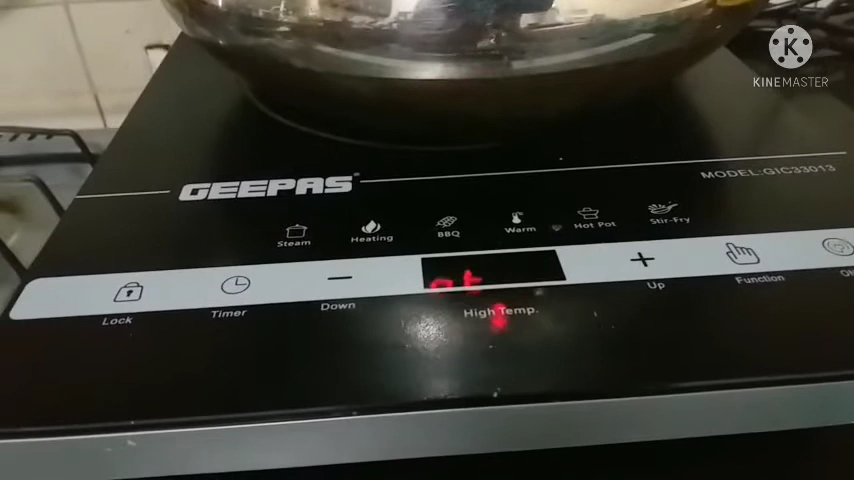 KINEMASTER
MODEL:GIC33013
GEEPAS
Steam Heating BBQ Warm Hot Pot Stir-Fry
Lock Timer Down High Temp. Up Function